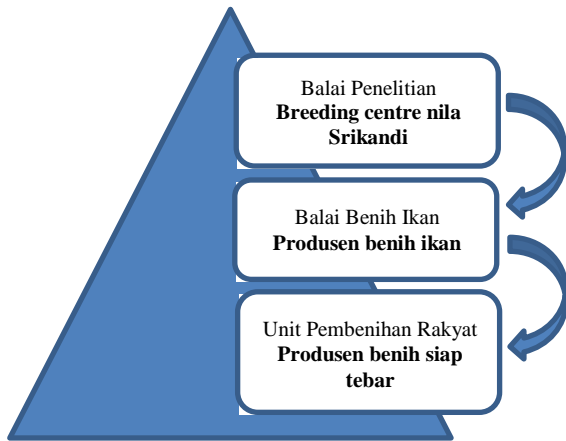 Balai Penelitian
Breeding centre nila
Srikandi
Balai Benih Ikan
Produsen benih ikan
Unit Pembenihan Rakyat
Produsen benih siap
tebar